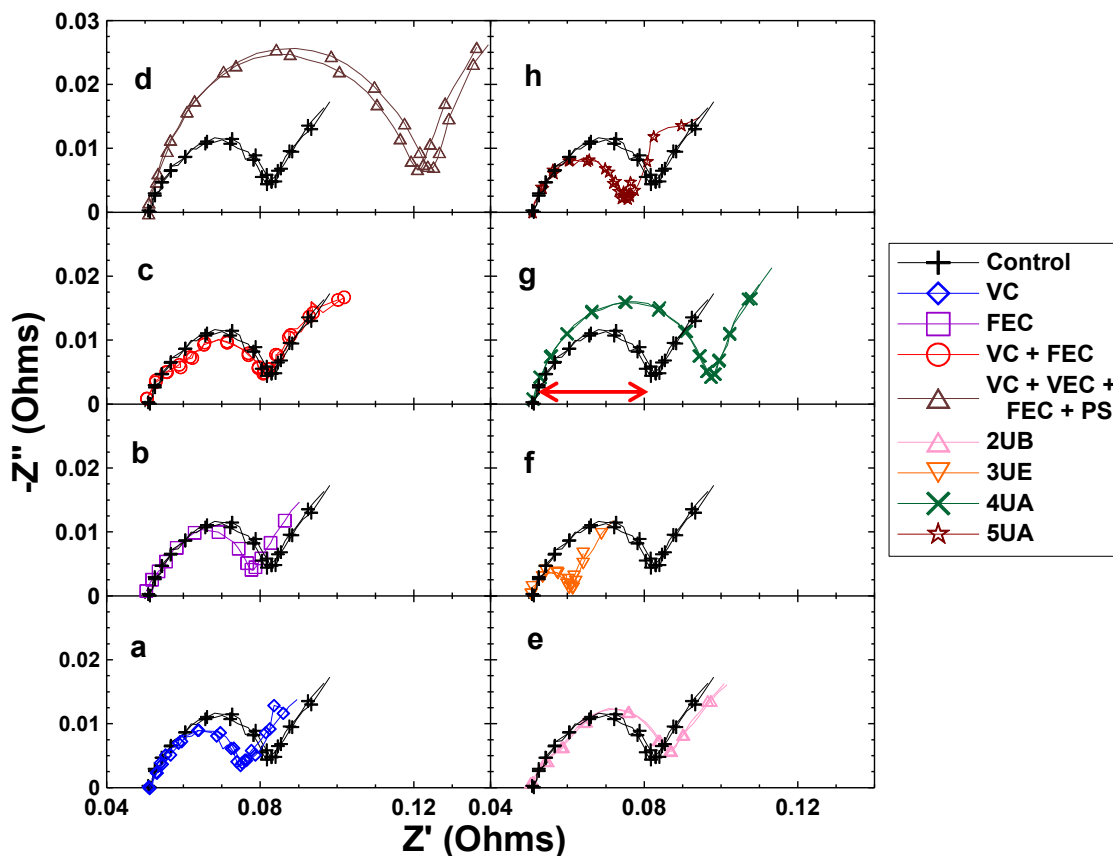 0.03
0.02
0.01
0
0.02
0.01
0
0.02
0.01
0
0.02
0.01
0
-Z" (Ohms)
d
h
c
g
b
f
a
e
0.04
0.08
0.12
0.04
0.08
0.12
Z' (Ohms)
Control
VC
FEC
VC + FEC
VC + VEC +
FEC + PS
2UB
3UE
4UA
5UA